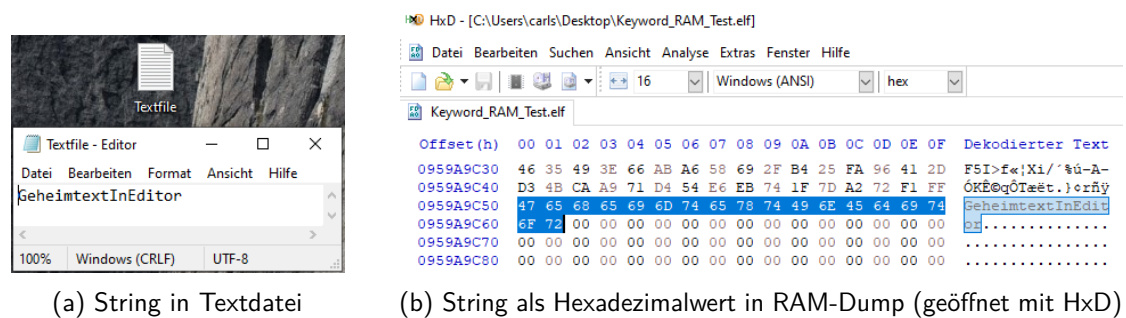 Textfile
Textfile - Editor
Datei Bearbeiten Format Ansicht Hilfe
GeheimtextInEditor
100% Windows (CRLF) UTF-8
(a) String in Textdatei
HxD - [C:\Users\carls\Desktop\Keyword_RAM_Test.elf]
Datei Bearbeiten Suchen Ansicht Analyse Extras Fenster Hilfe
16 Windows (ANSI) hex
Keyword_RAM_Test.elf
Offset(h) 00 01 02 03 04 05 06 07 08 09 0A 0B 0C 0D 0E 0F Dekodierter Text
0959A9C30 46 35 49 3E 66 AB A6 58 69 2F B4 25 FA 96 41 2D F5I>f«¦Xi/´%ú–A-
0959A9C40 D3 4B CA A9 71 D4 54 E6 EB 74 1F 7D A2 72 F1 FF ÓKÊ©qÔTæët.}¢rñÿ
0959A9C50 47 65 68 65 69 6D 74 65 78 74 49 6E 45 64 69 74 GeheimtextInEdit
0959A9C60 6F 72 00 00 00 00 00 00 00 00 00 00 00 00 00 00 or..............
0959A9C70 00 00 00 00 00 00 00 00 00 00 00 00 00 00 00 00 ................
0959A9C80 00 00 00 00 00 00 00 00 00 00 00 00 00 00 00 00 ................
(b) String als Hexadezimalwert in RAM-Dump (geöffnet mit HxD)